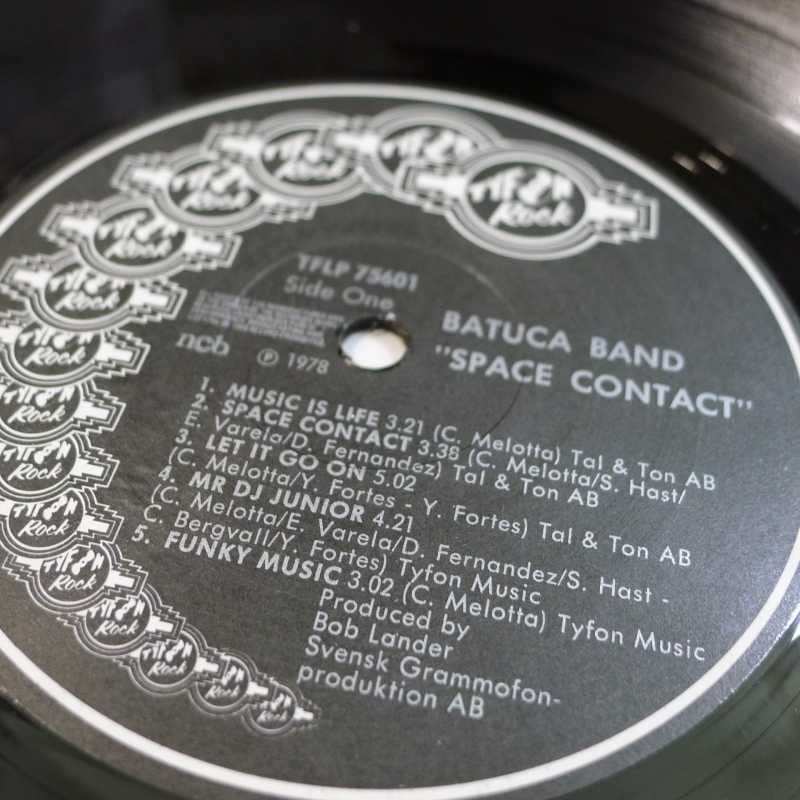 TYFON
Rock
TFLP 75601
Side One
ncb
℗ 1978
BATUCA BAND
"SPACE CONTACT"
1. MUSIC IS LIFE 3.21 (C. Melotta) Tal & Ton AB
2. SPACE CONTACT 3.38 (C. Melotta/S. Hast/
E. Varela/D. Fernandez) Tal & Ton AB
3. LET IT GO ON 5.02
(C. Melotta/Y. Fortes - Y. Fortes) Tal & Ton AB
4. MR DJ JUNIOR 4.21
(C. Melotta/E. Varela/D. Fernandez/S. Hast -
C. Bergvall/Y. Fortes) Tyfon Music
5. FUNKY MUSIC 3.02 (C. Melotta) Tyfon Music
Produced by
Bob Lander
Svensk Grammofon-
produktion AB